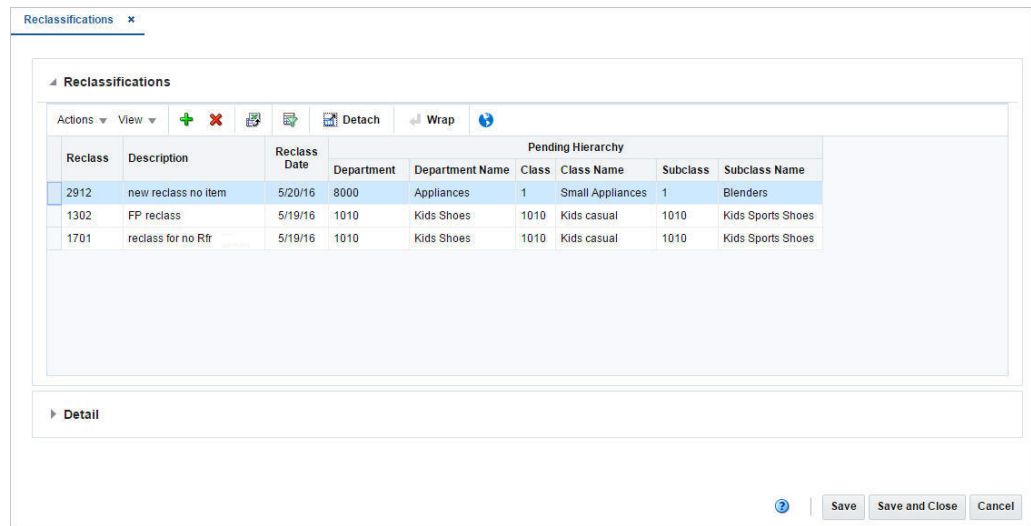 Reclassifications ×
Reclassifications
Actions View Detach Wrap
Reclass Description Reclass Date Pending Hierarchy
Department Department Name Class Class Name Subclass Subclass Name
2912 new reclass no item 5/20/16 8000 Appliances 1 Small Appliances 1 Blenders
1302 FP reclass 5/19/16 1010 Kids Shoes 1010 Kids casual 1010 Kids Sports Shoes
1701 reclass for no Rfr 5/19/16 1010 Kids Shoes 1010 Kids casual 1010 Kids Sports Shoes
Detail
? Save Save and Close Cancel